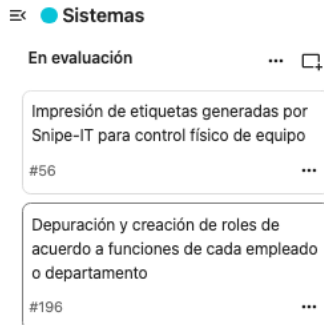 Sistemas
En evaluación
Impresión de etiquetas generadas por
Snipe-IT para control físico de equipo
#56
Depuración y creación de roles de
acuerdo a funciones de cada empleado
o departamento
#196